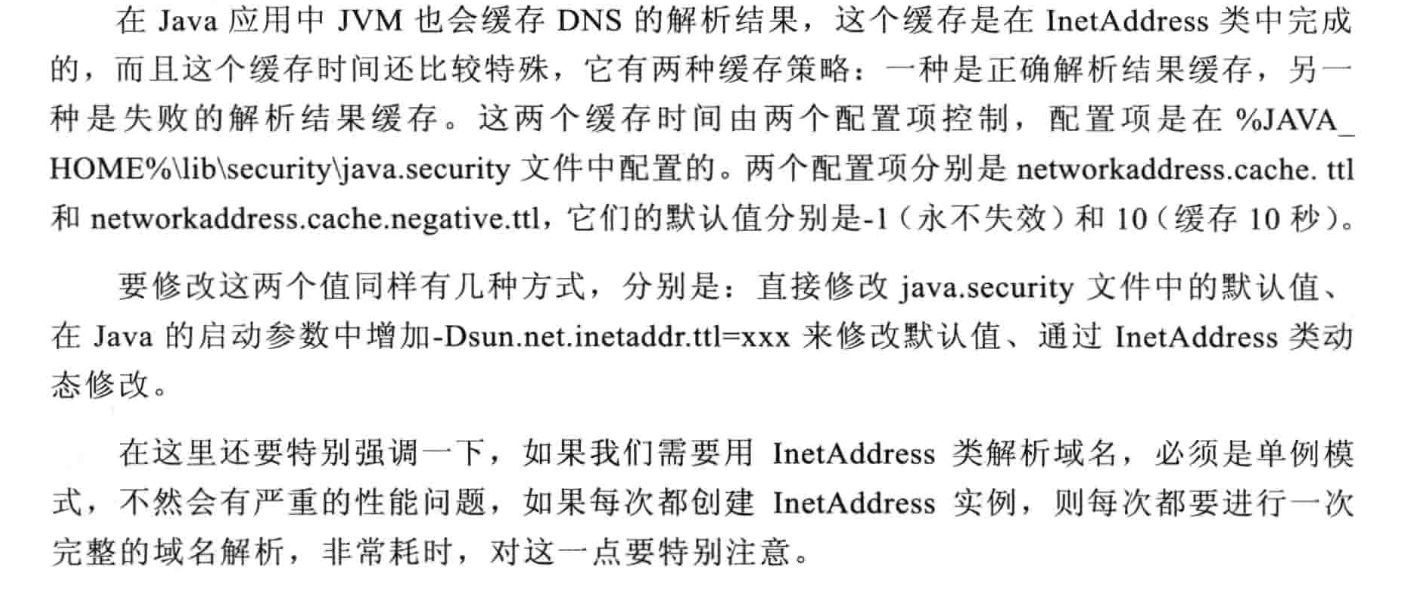 在 Java 应用中 JVM 也会缓存 DNS 的解析结果，这个缓存是在 InetAddress 类中完成
的，而且这个缓存时间还比较特殊，它有两种缓存策略：一种是正确解析结果缓存，另一
种是失败的解析结果缓存。这两个缓存时间由两个配置项控制，配置项是在 %JAVA_
HOME%\lib\security\java.security 文件中配置的。两个配置项分别是 networkaddress.cache. ttl
和 networkaddress.cache.negative.ttl，它们的默认值分别是-1（永不失效）和 10（缓存 10 秒）。
要修改这两个值同样有几种方式，分别是：直接修改 java.security 文件中的默认值、
在 Java 的启动参数中增加-Dsun.net.inetaddr.ttl=xxx 来修改默认值、通过 InetAddress 类动
态修改。
在这里还要特别强调一下，如果我们需要用 InetAddress 类解析域名，必须是单例模
式，不然会有严重的性能问题，如果每次都创建 InetAddress 实例，则每次都要进行一次
完整的域名解析，非常耗时，对这一点要特别注意。